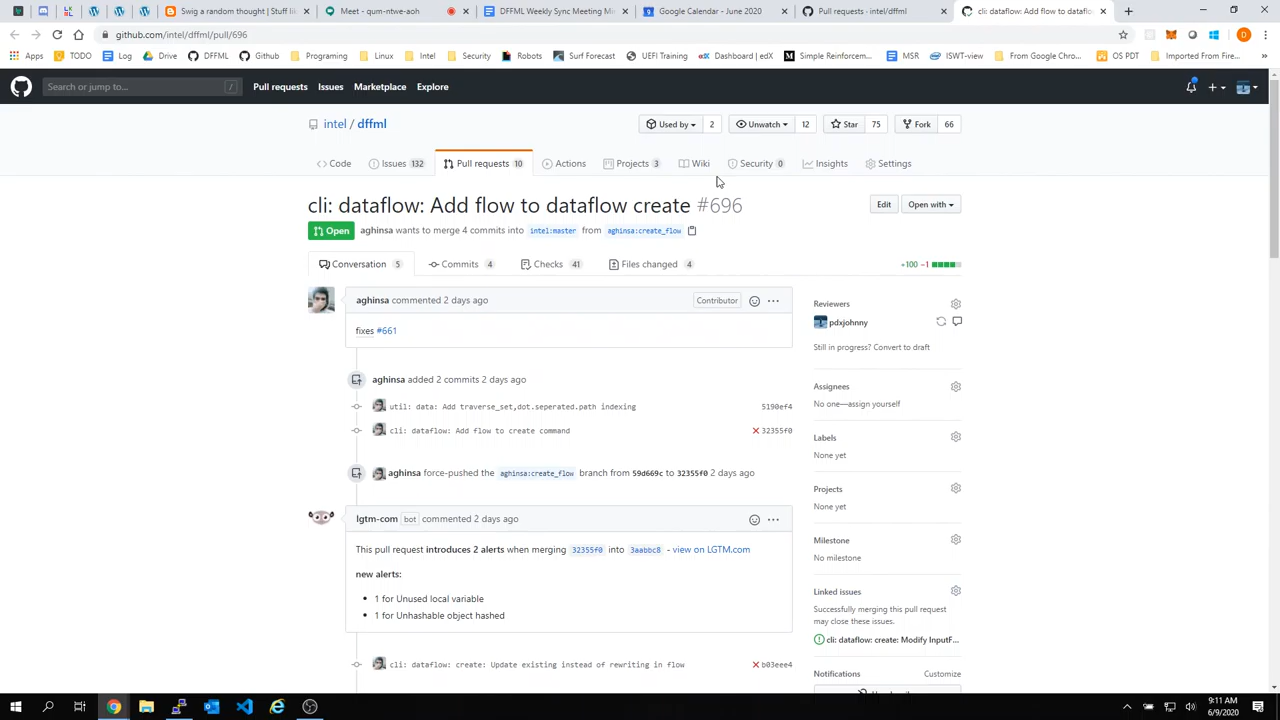 Swig a random thought | Stuff lik
Meet - qum-ntwe-aoh
DFFML Weekly Sync Meeting Mi
Google Calendar - June 2020
Pull requests · intel/dffml
cli: dataflow: Add flow to datafl
github.com/intel/dffml/pull/696
Apps TODO Log Drive DFFML Github Programing Linux Intel Security Robots Surf Forecast UEFI Training Dashboard | edX Simple Reinforcem... MSR ISWT-view From Google Chro... OS PDT Imported From Fire...
Search or jump to... / Pull requests Issues Marketplace Explore
intel / dffml Used by 2 Unwatch 12 Star 75 Fork 66
Code Issues 132 Pull requests 10 Actions Projects 3 Wiki Security 0 Insights Settings
cli: dataflow: Add flow to dataflow create #696 Edit Open with
Open aghinsa wants to merge 4 commits into intel:master from aghinsa:create_flow
Conversation 5 Commits 4 Checks 41 Files changed 4 +100 −1
aghinsa commented 2 days ago Contributor
fixes #661
aghinsa added 2 commits 2 days ago
util: data: Add traverse_set,dot.seperated.path indexing 5190ef4
cli: dataflow: Add flow to create command 32355f0
aghinsa force-pushed the aghinsa:create_flow branch from 59d669c to 32355f0 2 days ago
lgtm-com bot commented 2 days ago
This pull request introduces 2 alerts when merging 32355f0 into 3aabbc8 - view on LGTM.com
new alerts:
1 for Unused local variable
1 for Unhashable object hashed
cli: dataflow: create: Update existing instead of rewriting in flow b03eee4
Reviewers
pdxjohnny
Still in progress? Convert to draft
Assignees
No one—assign yourself
Labels
None yet
Projects
None yet
Milestone
No milestone
Linked issues
Successfully merging this pull request
may close these issues.
cli: dataflow: create: Modify InputF...
Notifications Customize
9:11 AM
6/9/2020